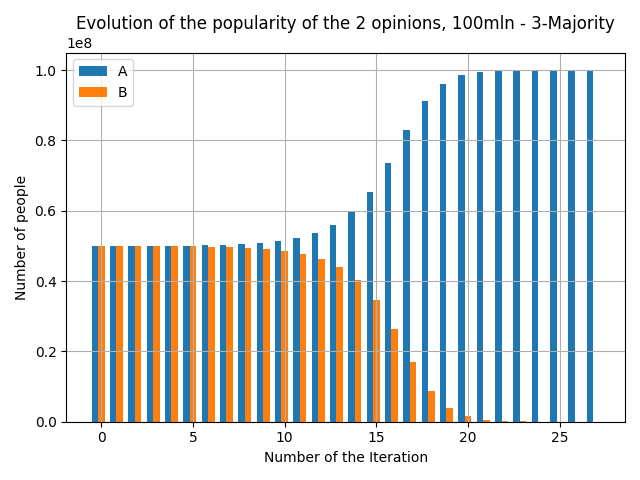 Evolution of the popularity of the 2 opinions, 100mln - 3-Majority
1e8
A
B
1.0
0.8
0.6
0.4
0.2
0.0
Number of people
0 5 10 15 20 25
Number of the Iteration